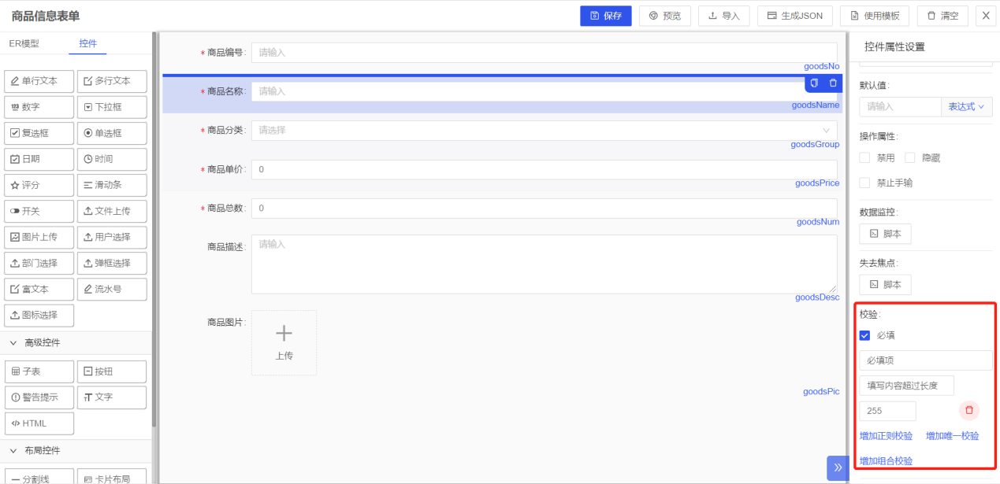 商品信息表单
保存
预览
导入
生成JSON
使用模板
清空
ER模型
控件
单行文本
多行文本
数字
下拉框
复选框
单选框
日期
时间
评分
滑动条
开关
文件上传
图片上传
用户选择
部门选择
弹框选择
富文本
流水号
图标选择
高级控件
子表
按钮
警告提示
文字
HTML
布局控件
分割线
卡片布局
* 商品编号:
请输入
goodsNo
* 商品名称:
请输入
goodsName
* 商品分类:
请选择
goodsGroup
* 商品单价:
0
goodsPrice
* 商品总数:
0
goodsNum
商品描述:
请输入
goodsDesc
商品图片:
上传
goodsPic
控件属性设置
默认值:
请输入
表达式
操作属性:
禁用
隐藏
禁止手输
数据监控:
脚本
失去焦点:
脚本
校验:
必填
必填项
填写内容超过长度
255
增加正则校验
增加唯一校验
增加组合校验